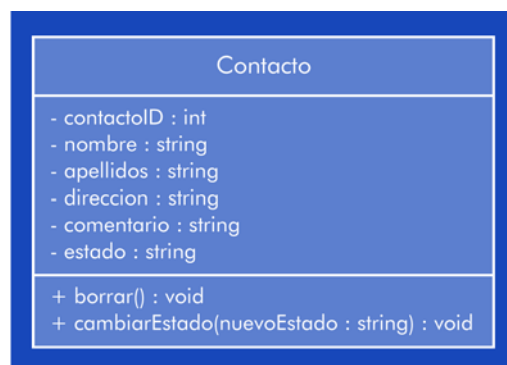 Contacto
- contactoID : int
- nombre : string
- apellidos : string
- direccion : string
- comentario : string
- estado : string
+ borrar() : void
+ cambiarEstado(nuevoEstado : string) : void